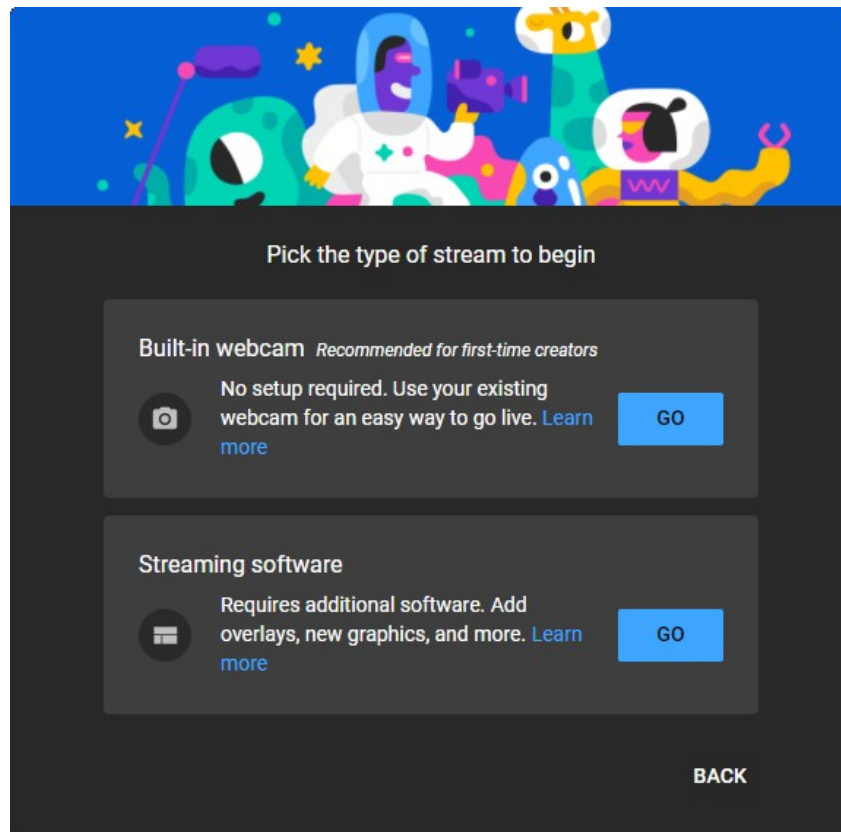 Pick the type of stream to begin
Built-in webcam Recommended for first-time creators
No setup required. Use your existing
webcam for an easy way to go live. Learn
more
GO
Streaming software
Requires additional software. Add
overlays, new graphics, and more. Learn
more
GO
BACK